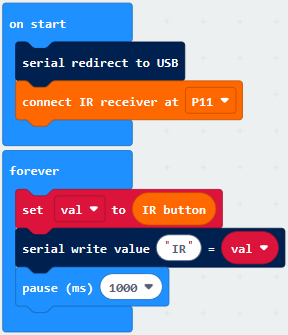 on start
serial redirect to USB
connect IR receiver at P11
forever
set val to IR button
serial write value "IR" = val
pause (ms) 1000